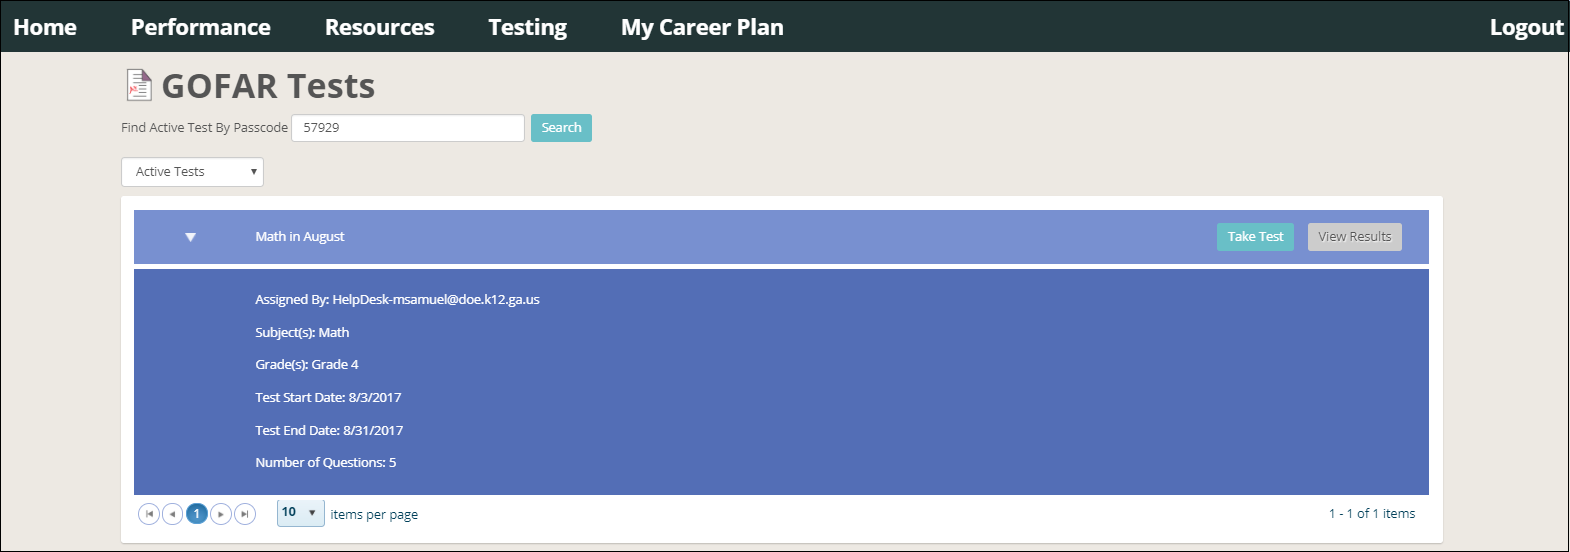 Home Performance Resources Testing My Career Plan Logout
GOFAR Tests
Find Active Test By Passcode 57929 Search
Active Tests
Math in August Take Test View Results
Assigned By: HelpDesk-msamuel@doe.k12.ga.us
Subject(s): Math
Grade(s): Grade 4
Test Start Date: 8/3/2017
Test End Date: 8/31/2017
Number of Questions: 5
1 10 items per page 1 - 1 of 1 items